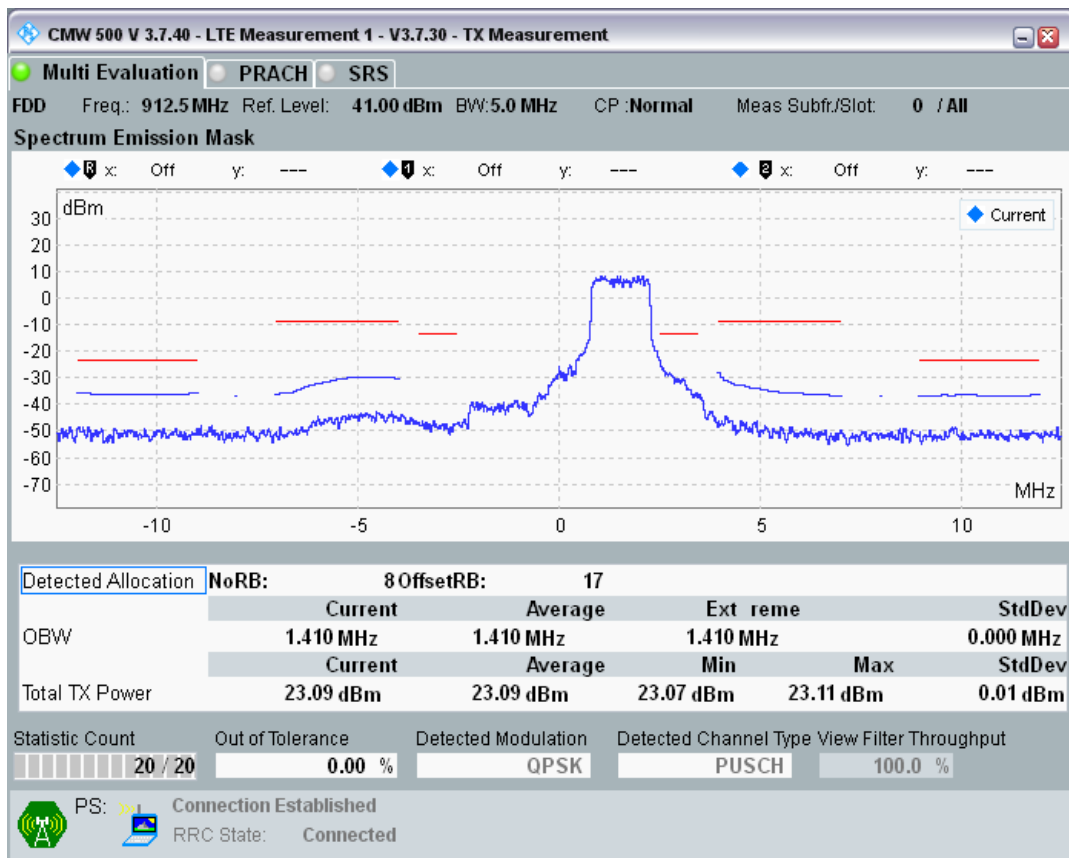 CMW 500 V 3.7.40 - LTE Measurement 1 - V3.7.30 - TX Measurement
Multi Evaluation PRACH SRS
FDD Freq.: 912.5 MHz Ref. Level: 41.00 dBm BW:5.0 MHz CP :Normal Meas Subfr./Slot: 0 / All
Spectrum Emission Mask
R x: Off y: --- 1 x: Off y: --- 2 x: Off y: ---
dBm
Current
30
20
10
0
-10
-20
-30
-40
-50
-60
-70
MHz
-10 -5 0 5 10
Detected Allocation NoRB: 8 OffsetRB: 17
Current Average Ext reme StdDev
OBW 1.410 MHz 1.410 MHz 1.410 MHz 0.000 MHz
Current Average Min Max StdDev
Total TX Power 23.09 dBm 23.09 dBm 23.07 dBm 23.11 dBm 0.01 dBm
Statistic Count Out of Tolerance Detected Modulation Detected Channel Type View Filter Throughput
20 / 20 0.00 % QPSK PUSCH 100.0 %
PS: Connection Established
RRC State: Connected